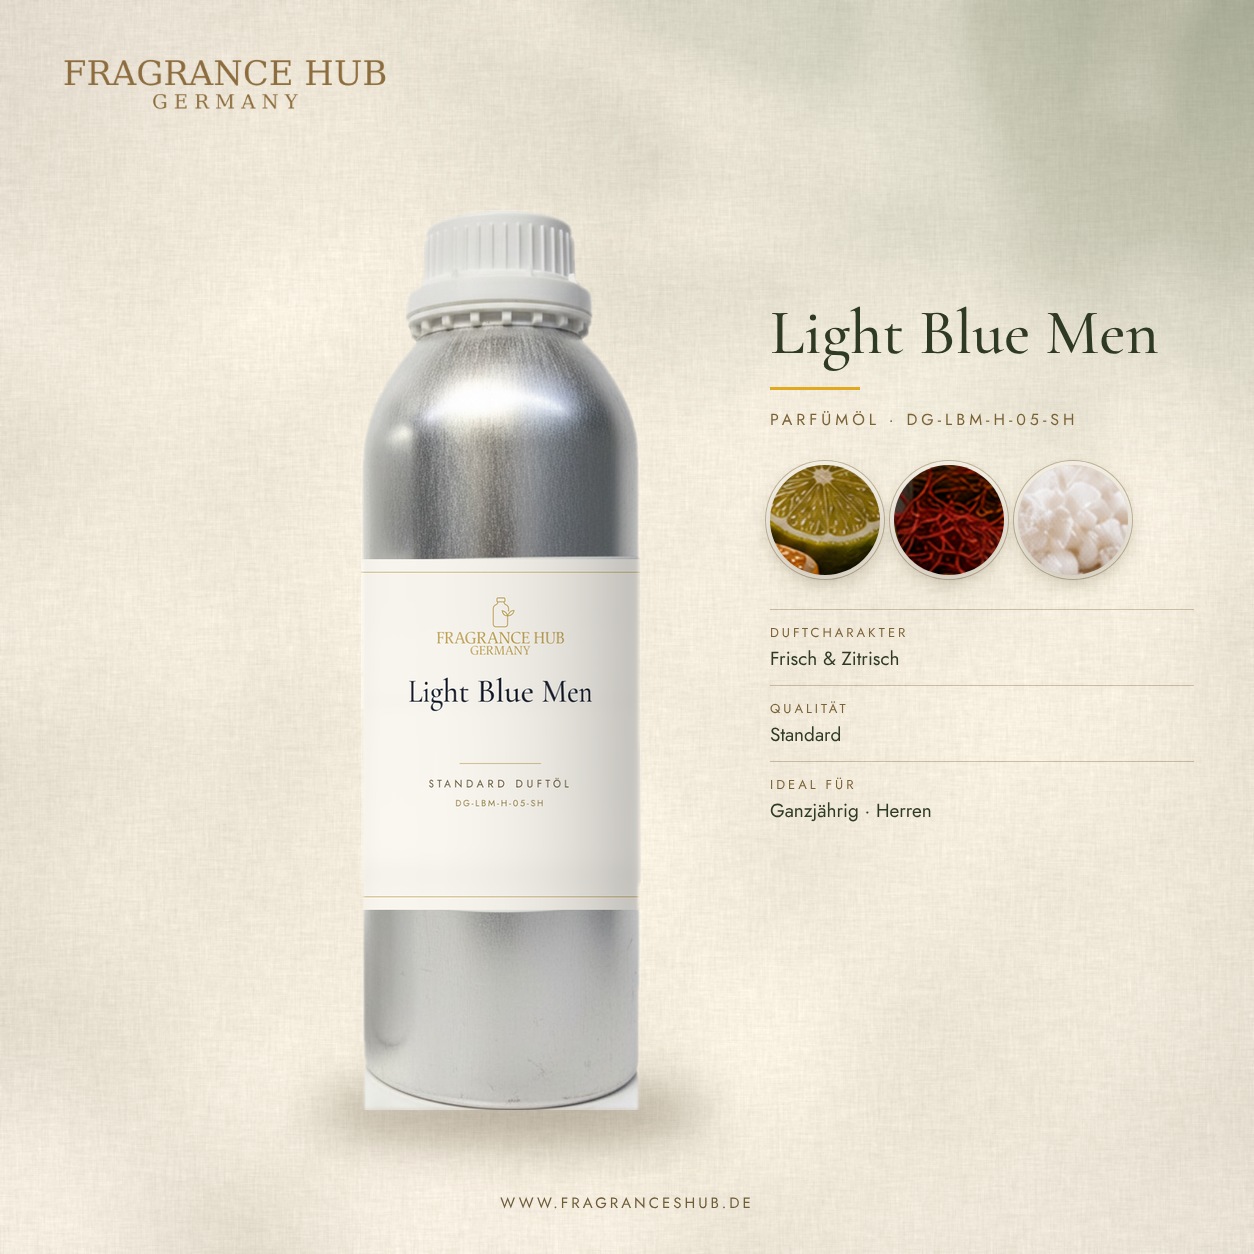 FRAGRANCE HUB
GERMANY
Light Blue Men
PARFÜMÖL · DG-LBM-H-05-SH
DUFTCHARAKTER
Frisch & Zitrisch
QUALITÄT
Standard
IDEAL FÜR
Ganzjährig · Herren
FRAGRANCE HUB
GERMANY
Light Blue Men
STANDARD DUFTÖL
DG-LBM-H-05-SH
WWW.FRAGRANCESHUB.DE